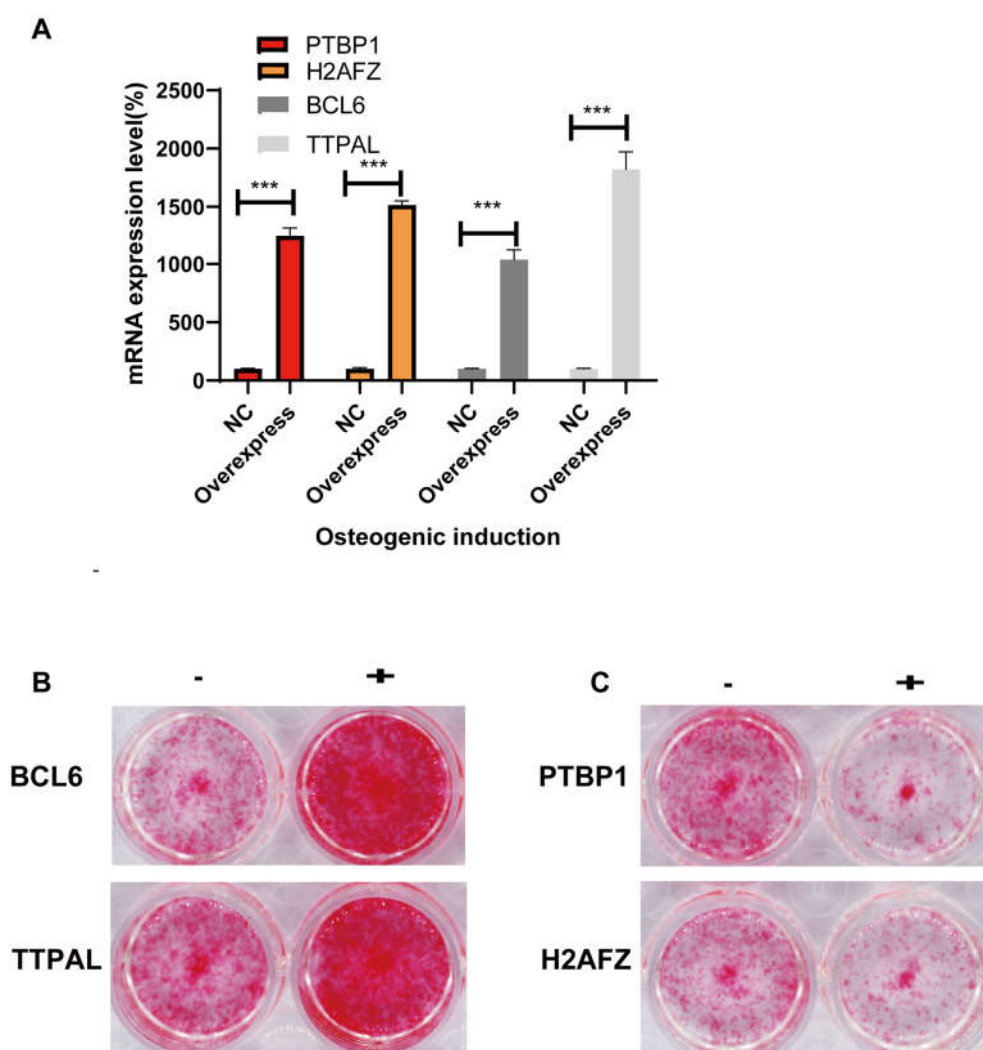 A
PTBP1
H2AFZ
BCL6
TTPAL
mRNA expression level(%)
2500
2000
1500
1000
500
0
***
***
***
***
NC
Overexpress
NC
Overexpress
NC
Overexpress
NC
Overexpress
Osteogenic induction
-
B
- +
BCL6
TTPAL
C
- +
PTBP1
H2AFZ